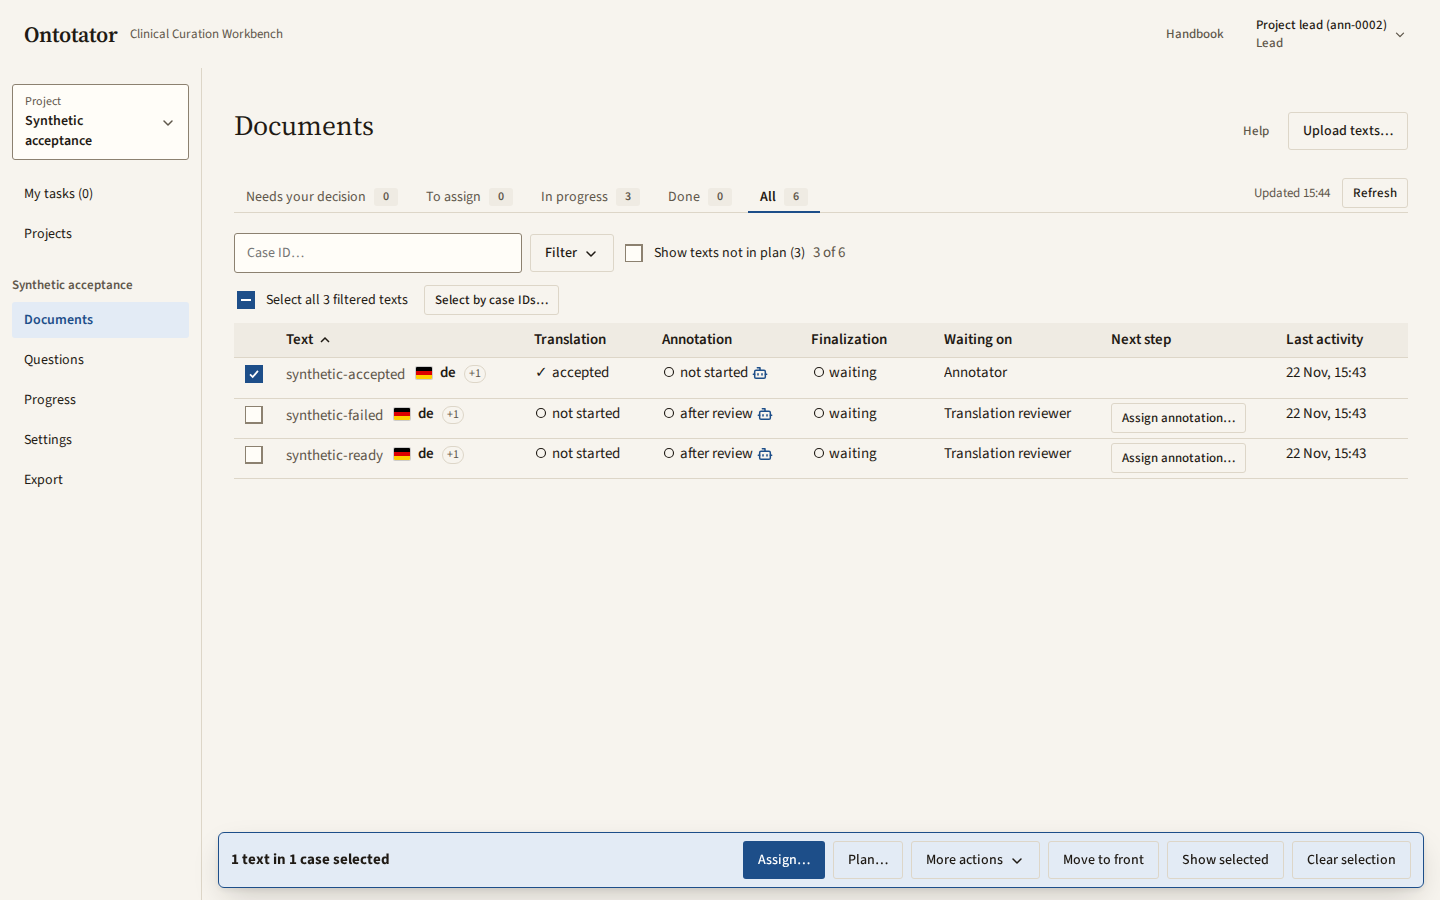 Ontotator Clinical Curation Workbench
Handbook
Project lead (ann-0002)
Lead
Project
Synthetic
acceptance
My tasks (0)
Projects
Synthetic acceptance
Documents
Questions
Progress
Settings
Export
Documents
Help
Upload texts…
Needs your decision 0 To assign 0 In progress 3 Done 0 All 6
Updated 15:44 Refresh
Case ID… Filter Show texts not in plan (3) 3 of 6
Select all 3 filtered texts Select by case IDs…
Text Translation Annotation Finalization Waiting on Next step Last activity
synthetic-accepted de +1 ✓ accepted not started waiting Annotator 22 Nov, 15:43
synthetic-failed de +1 not started after review waiting Translation reviewer Assign annotation… 22 Nov, 15:43
synthetic-ready de +1 not started after review waiting Translation reviewer Assign annotation… 22 Nov, 15:43
1 text in 1 case selected Assign… Plan… More actions Move to front Show selected Clear selection